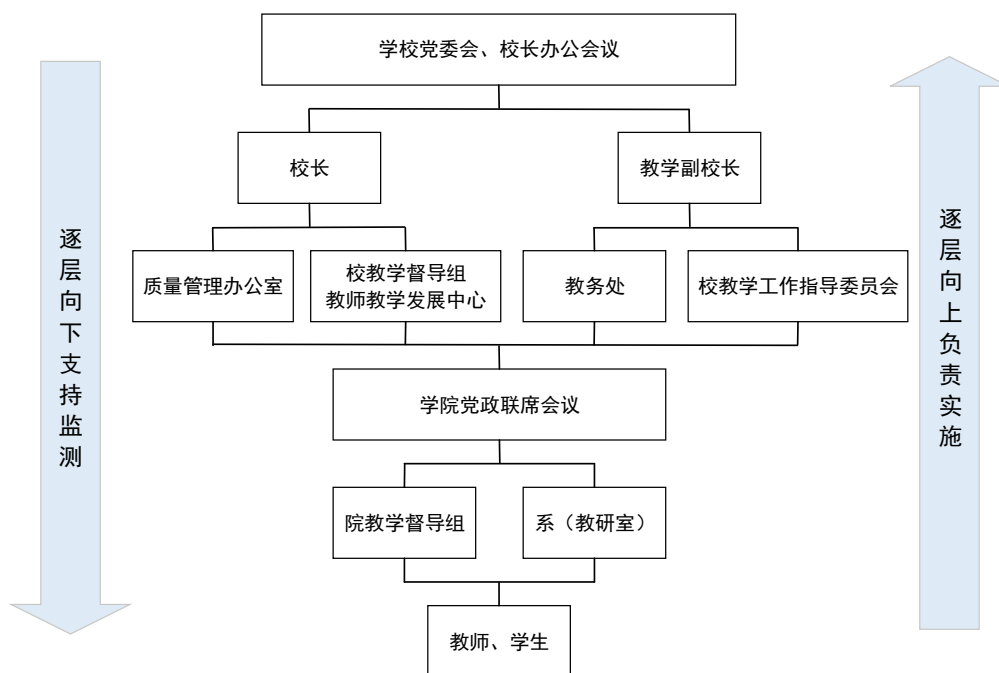 学校党委会、校长办公会议
校长
教学副校长
质量管理办公室
校教学督导组
教师教学发展中心
教务处
校教学工作指导委员会
学院党政联席会议
院教学督导组
系（教研室）
教师、学生
逐层向下支持监测
逐层向上负责实施